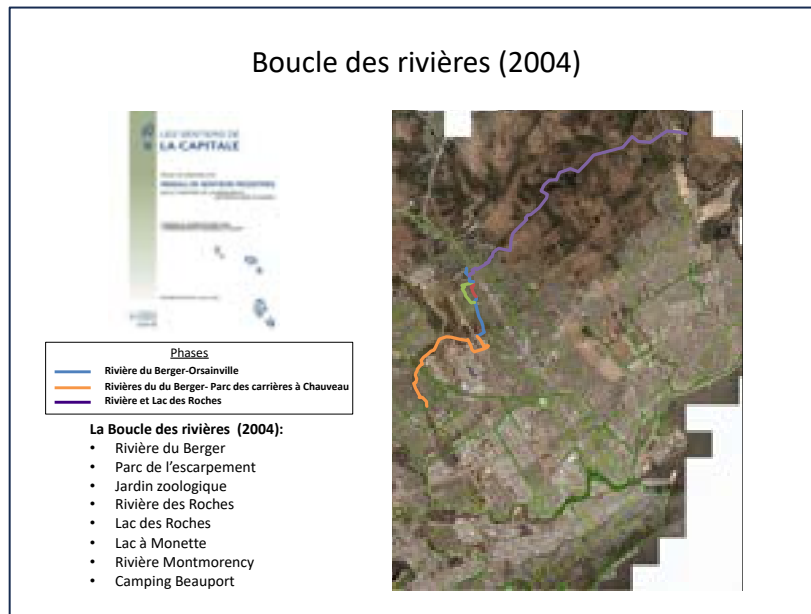 Boucle des rivières (2004)
LES SENTIERS DE
LA CAPITALE
Phases
Rivière du Berger-Orsainville
Rivières du du Berger- Parc des carrières à Chauveau
Rivière et Lac des Roches
La Boucle des rivières (2004):
• Rivière du Berger
• Parc de l’escarpement
• Jardin zoologique
• Rivière des Roches
• Lac des Roches
• Lac à Monette
• Rivière Montmorency
• Camping Beauport